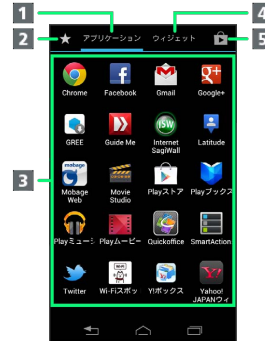 1
4
2
★ アプリケーション ウィジェット
5
Chrome Facebook Gmail Google+
GREE Guide Me Internet SagiWall Latitude
3
Mobage Web Movie Studio Playストア Playブックス
Playミュージ Playムービー Quickoffice SmartAction
Twitter Wi-Fiスポッ Y!ボックス Yahoo! JAPANウィ